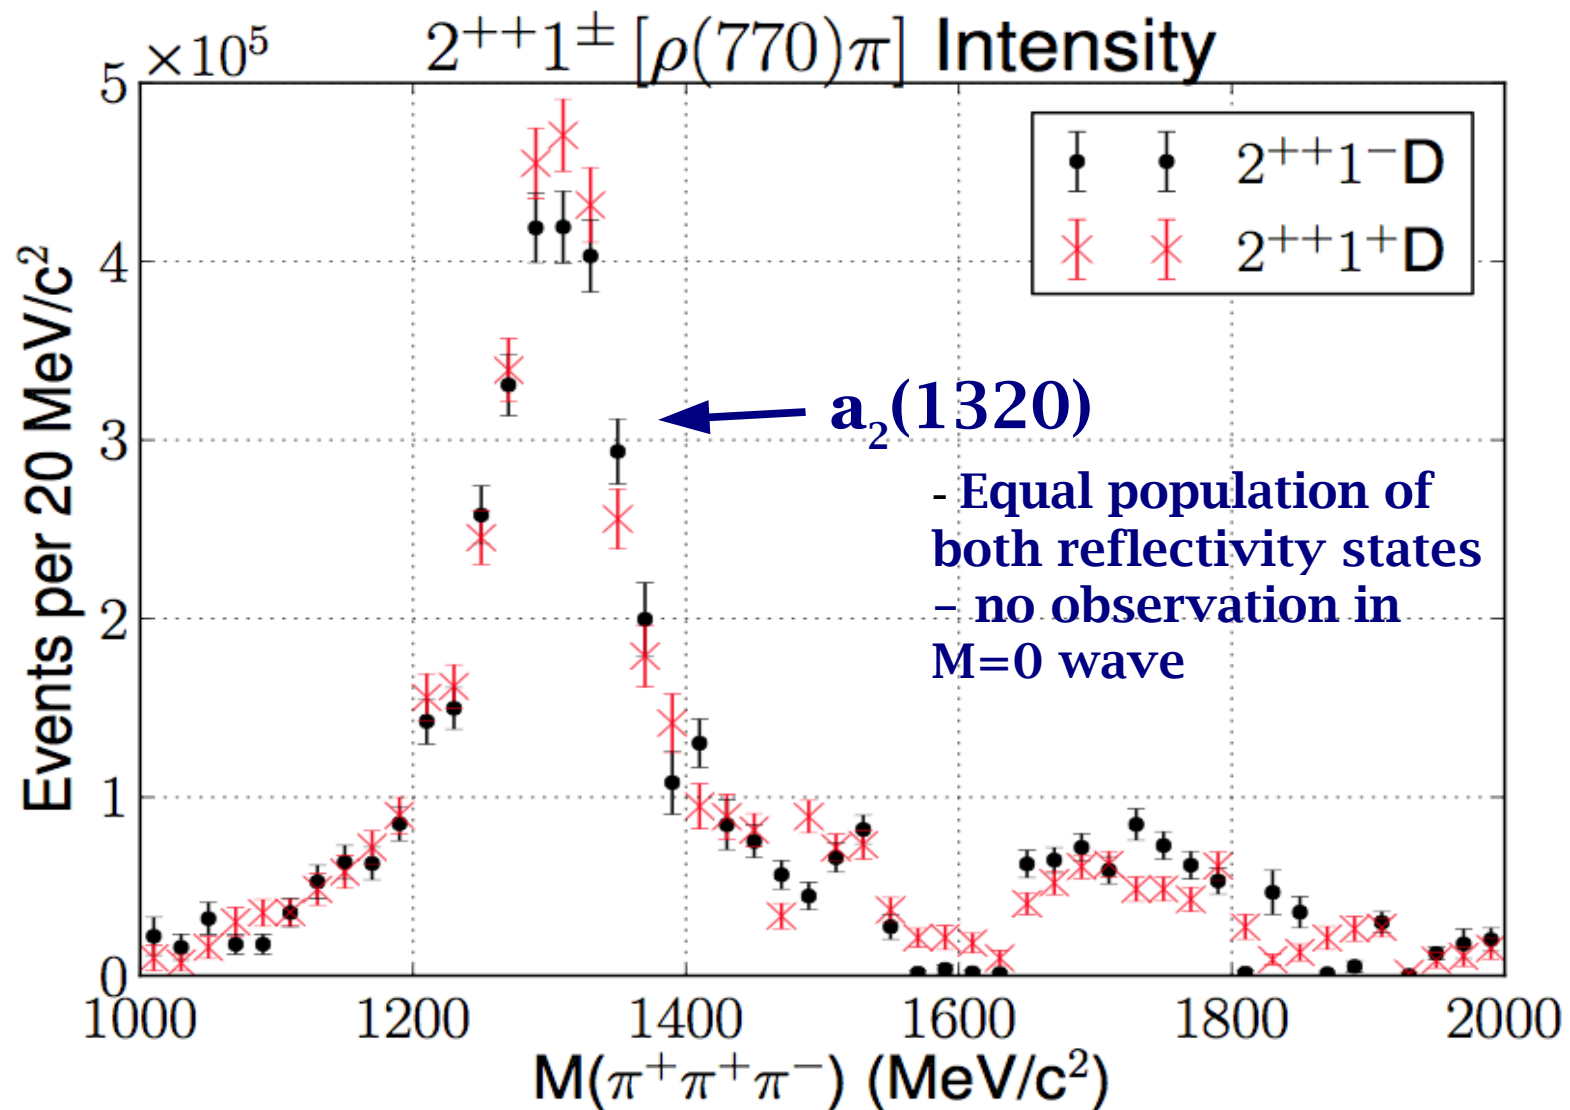 ×10⁵
2⁺⁺1^± [ρ(770)π] Intensity
5
4
3
2
1
0
Events per 20 MeV/c²
2⁺⁺1⁻D
2⁺⁺1⁺D
a₂(1320)
- Equal population of
both reflectivity states
– no observation in
M=0 wave
1000 1200 1400 1600 1800 2000
M(π⁺π⁺π⁻) (MeV/c²)